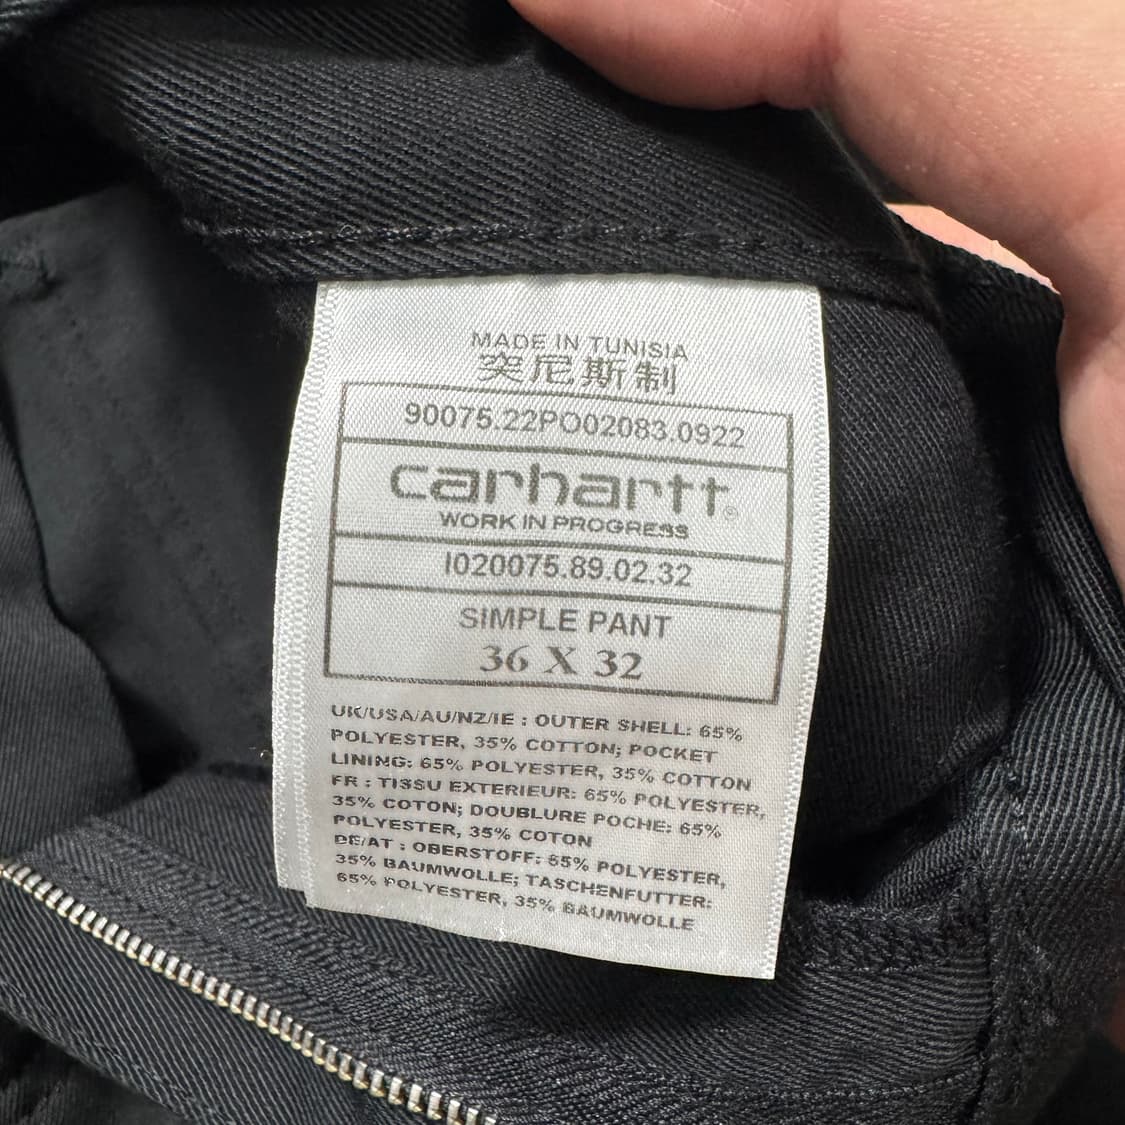 MADE IN TUNISIA
突尼斯制
90075.22PO02083.0922
carhartt®
WORK IN PROGRESS
I020075.89.02.32
SIMPLE PANT
36 X 32
UK/USA/AU/NZ/IE : OUTER SHELL: 65%
POLYESTER, 35% COTTON; POCKET
LINING: 65% POLYESTER, 35% COTTON
FR : TISSU EXTERIEUR: 65% POLYESTER,
35% COTON; DOUBLURE POCHE: 65%
POLYESTER, 35% COTON
DE/AT : OBERSTOFF: 65% POLYESTER,
35% BAUMWOLLE; TASCHENFUTTER:
65% POLYESTER, 35% BAUMWOLLE